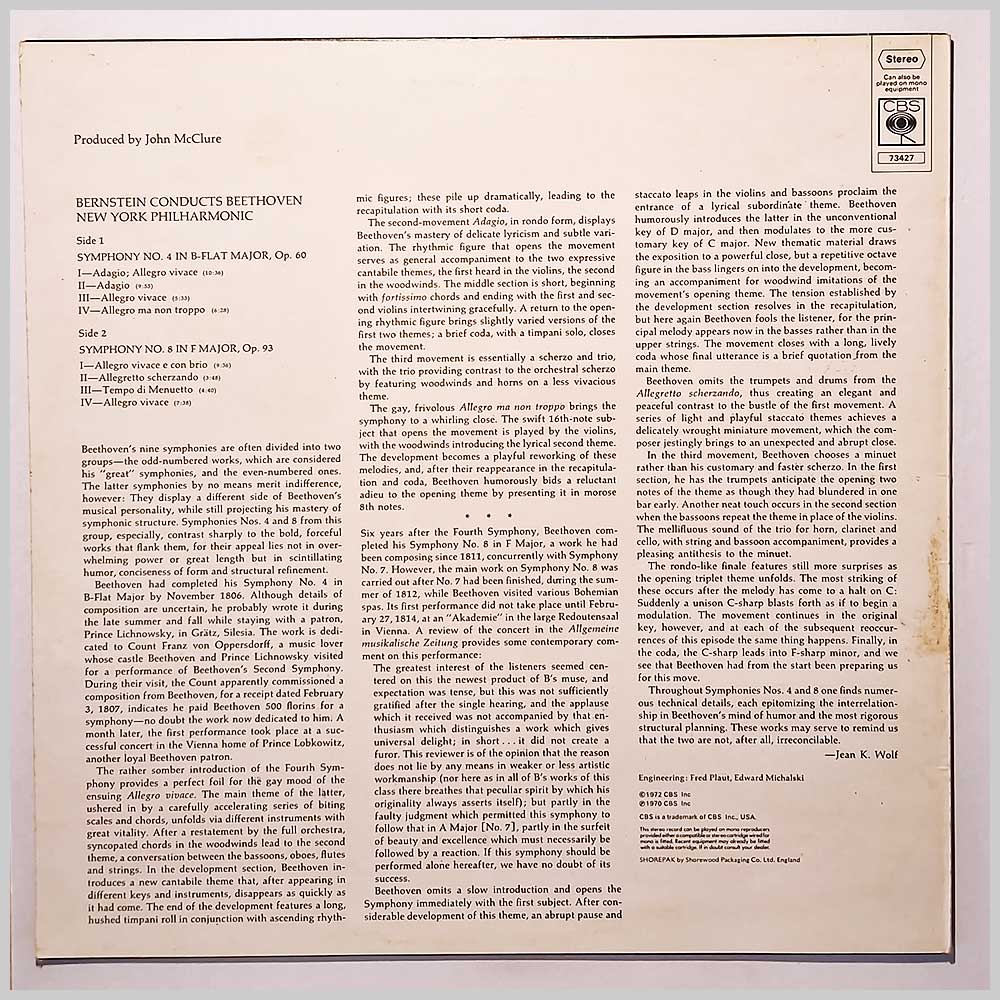 Stereo
Can also be
played on mono
equipment
CBS
73427
Produced by John McClure
BERNSTEIN CONDUCTS BEETHOVEN
NEW YORK PHILHARMONIC
Side 1
SYMPHONY NO. 4 IN B-FLAT MAJOR, Op. 60
I—Adagio; Allegro vivace (10:36)
II—Adagio (9:55)
III—Allegro vivace (5:33)
IV—Allegro ma non troppo (6:28)
Side 2
SYMPHONY NO. 8 IN F MAJOR, Op. 93
I—Allegro vivace e con brio (9:36)
II—Allegretto scherzando (3:48)
III—Tempo di Menuetto (4:40)
IV—Allegro vivace (7:38)
Beethoven's nine symphonies are often divided into two
groups—the odd-numbered works, which are considered
his "great" symphonies, and the even-numbered ones.
The latter symphonies by no means merit indifference,
however: They display a different side of Beethoven's
musical personality, while still projecting his mastery of
symphonic structure. Symphonies Nos. 4 and 8 from this
group, especially, contrast sharply to the bold, forceful
works that flank them, for their appeal lies not in over-
whelming power or great length but in scintillating
humor, conciseness of form and structural refinement.
Beethoven had completed his Symphony No. 4 in
B-Flat Major by November 1806. Although details of
composition are uncertain, he probably wrote it during
the late summer and fall while staying with a patron,
Prince Lichnowsky, in Grätz, Silesia. The work is dedi-
cated to Count Franz von Oppersdorff, a music lover
whose castle Beethoven and Prince Lichnowsky visited
for a performance of Beethoven's Second Symphony.
During their visit, the Count apparently commissioned a
composition from Beethoven, for a receipt dated February
3, 1807, indicates he paid Beethoven 500 florins for a
symphony—no doubt the work now dedicated to him. A
month later, the first performance took place at a suc-
cessful concert in the Vienna home of Prince Lobkowitz,
another loyal Beethoven patron.
The rather somber introduction of the Fourth Sym-
phony provides a perfect foil for the gay mood of the
ensuing Allegro vivace. The main theme of the latter,
ushered in by a carefully accelerating series of biting
scales and chords, unfolds via different instruments with
great vitality. After a restatement by the full orchestra,
syncopated chords in the woodwinds lead to the second
theme, a conversation between the bassoons, oboes, flutes
and strings. In the development section, Beethoven in-
troduces a new cantabile theme that, after appearing in
different keys and instruments, disappears as quickly as
it had come. The end of the development features a long,
hushed timpani roll in conjunction with ascending rhyth-
mic figures; these pile up dramatically, leading to the
recapitulation with its short coda.
The second-movement Adagio, in rondo form, displays
Beethoven's mastery of delicate lyricism and subtle vari-
ation. The rhythmic figure that opens the movement
serves as general accompaniment to the two expressive
cantabile themes, the first heard in the violins, the second
in the woodwinds. The middle section is short, beginning
with fortissimo chords and ending with the first and sec-
ond violins intertwining gracefully. A return to the open-
ing rhythmic figure brings slightly varied versions of the
first two themes; a brief coda, with a timpani solo, closes
the movement.
The third movement is essentially a scherzo and trio,
with the trio providing contrast to the orchestral scherzo
by featuring woodwinds and horns on a less vivacious
theme.
The gay, frivolous Allegro ma non troppo brings the
symphony to a whirling close. The swift 16th-note sub-
ject that opens the movement is played by the violins,
with the woodwinds introducing the lyrical second theme.
The development becomes a playful reworking of these
melodies, and, after their reappearance in the recapitula-
tion and coda, Beethoven humorously bids a reluctant
adieu to the opening theme by presenting it in morose
8th notes.
* * *
Six years after the Fourth Symphony, Beethoven com-
pleted his Symphony No. 8 in F Major, a work he had
been composing since 1811, concurrently with Symphony
No. 7. However, the main work on Symphony No. 8 was
carried out after No. 7 had been finished, during the sum-
mer of 1812, while Beethoven visited various Bohemian
spas. Its first performance did not take place until Febru-
ary 27, 1814, at an "Akademie" in the large Redoutensaal
in Vienna. A review of the concert in the Allgemeine
musikalische Zeitung provides some contemporary com-
ment on this performance:
The greatest interest of the listeners seemed cen-
tered on this the newest product of B's muse, and
expectation was tense, but this was not sufficiently
gratified after the single hearing, and the applause
which it received was not accompanied by that en-
thusiasm which distinguishes a work which gives
universal delight; in short...it did not create a
furor. This reviewer is of the opinion that the reason
does not lie by any means in weaker or less artistic
workmanship (nor here as in all of B's works of this
class there breathes that peculiar spirit by which his
originality always asserts itself); but partly in the
faulty judgment which permitted this symphony to
follow that in A Major [No. 7], partly in the surfeit
of beauty and excellence which must necessarily be
followed by a reaction. If this symphony should be
performed alone hereafter, we have no doubt of its
success.
Beethoven omits a slow introduction and opens the
Symphony immediately with the first subject. After con-
siderable development of this theme, an abrupt pause and
staccato leaps in the violins and bassoons proclaim the
entrance of a lyrical subordinate theme. Beethoven
humorously introduces the latter in the unconventional
key of D major, and then modulates to the more cus-
tomary key of C major. New thematic material draws
the exposition to a powerful close, but a repetitive octave
figure in the bass lingers on into the development, becom-
ing an accompaniment for woodwind imitations of the
movement's opening theme. The tension established by
the development section resolves in the recapitulation,
but here again Beethoven fools the listener, for the prin-
cipal melody appears now in the basses rather than in the
upper strings. The movement closes with a long, lively
coda whose final utterance is a brief quotation from the
main theme.
Beethoven omits the trumpets and drums from the
Allegretto scherzando, thus creating an elegant and
peaceful contrast to the bustle of the first movement. A
series of light and playful staccato themes achieves a
delicately wrought miniature movement, which the com-
poser jestingly brings to an unexpected and abrupt close.
In the third movement, Beethoven chooses a minuet
rather than his customary and faster scherzo. In the first
section, he has the trumpets anticipate the opening two
notes of the theme as though they had blundered in one
bar early. Another neat touch occurs in the second section
when the bassoons repeat the theme in place of the violins.
The mellifluous sound of the trio for horn, clarinet and
cello, with string and bassoon accompaniment, provides a
pleasing antithesis to the minuet.
The rondo-like finale features still more surprises as
the opening triplet theme unfolds. The most striking of
these occurs after the melody has come to a halt on C:
Suddenly a unison C-sharp blasts forth as if to begin a
modulation. The movement continues in the original
key, however, and at each of the subsequent reoccur-
rences of this episode the same thing happens. Finally, in
the coda, the C-sharp leads into F-sharp minor, and we
see that Beethoven had from the start been preparing us
for this move.
Throughout Symphonies Nos. 4 and 8 one finds numer-
ous technical details, each epitomizing the interrelation-
ship in Beethoven's mind of humor and the most rigorous
structural planning. These works may serve to remind us
that the two are not, after all, irreconcilable.
—Jean K. Wolf
Engineering: Fred Plaut, Edward Michalski
©1972 CBS Inc
℗1970 CBS Inc
CBS is a trademark of CBS Inc., USA.
This stereo record can be played on mono reproducers
provided either a compatible or stereo cartridge wired for
mono is fitted. Recent equipment may already be fitted
with a suitable cartridge. If in doubt consult your dealer.
SHOREPAK by Shorewood Packaging Co. Ltd. England